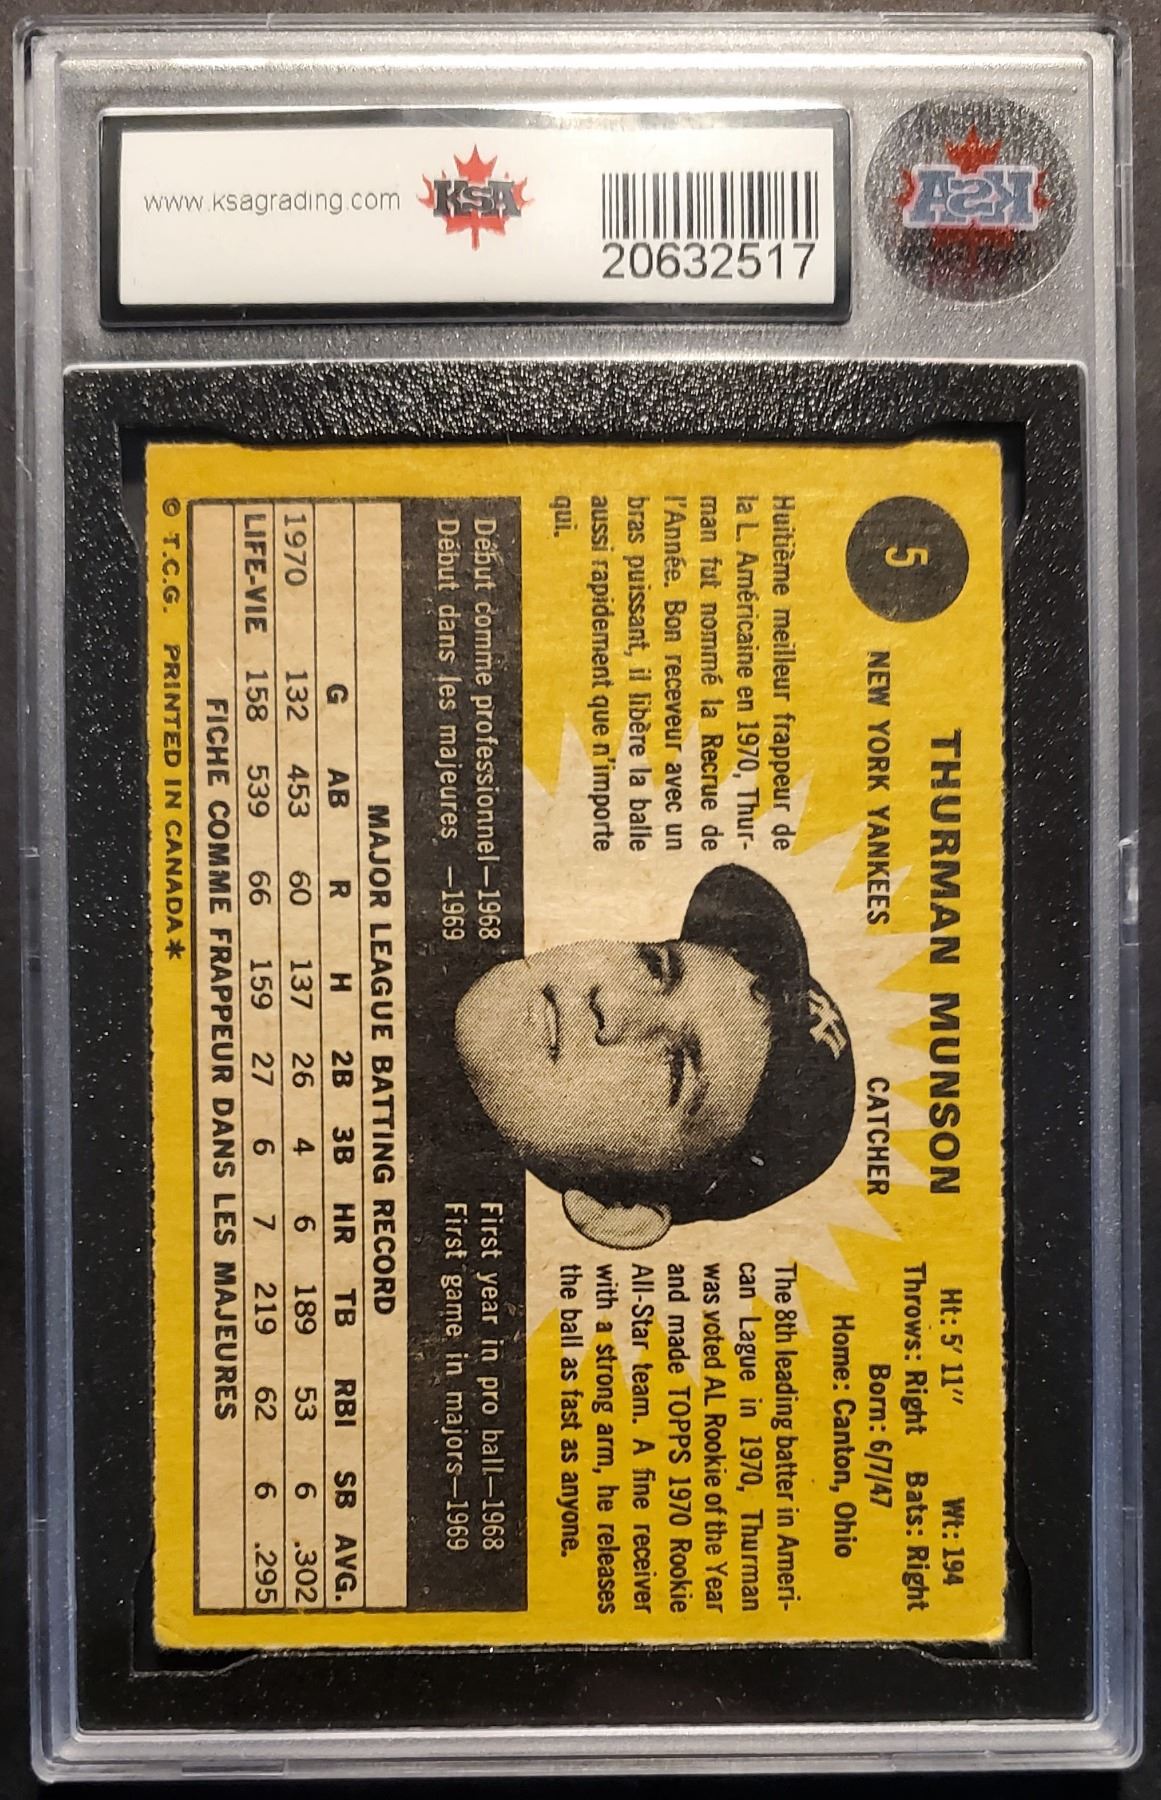 www.ksagrading.com
KSA
20632517
KSA
5
THURMAN MUNSON
NEW YORK YANKEES
CATCHER
Ht: 5' 11" Wt: 194
Throws: Right Bats: Right
Born: 6/7/47
Home: Canton, Ohio
Huitième meilleur frappeur de
la L. Américaine en 1970, Thur-
man fut nommé la Recrue de
l'Année. Bon receveur avec un
bras puissant, il libère la balle
aussi rapidement que n'importe
qui.
The 8th leading batter in Ameri-
can Lague in 1970, Thurman
was voted AL Rookie of the Year
and made TOPPS 1970 Rookie
All-Star team. A fine receiver
with a strong arm, he releases
the ball as fast as anyone.
Début comme professionnel—1968
Début dans les majeures —1969
First year in pro ball—1968
First game in majors—1969
MAJOR LEAGUE BATTING RECORD
G AB R H 2B 3B HR TB RBI SB AVG.
1970 132 453 60 137 26 4 6 189 53 6 .302
LIFE-VIE 158 539 66 159 27 6 7 219 62 6 .295
FICHE COMME FRAPPEUR DANS LES MAJEURES
© T.C.G. PRINTED IN CANADA*